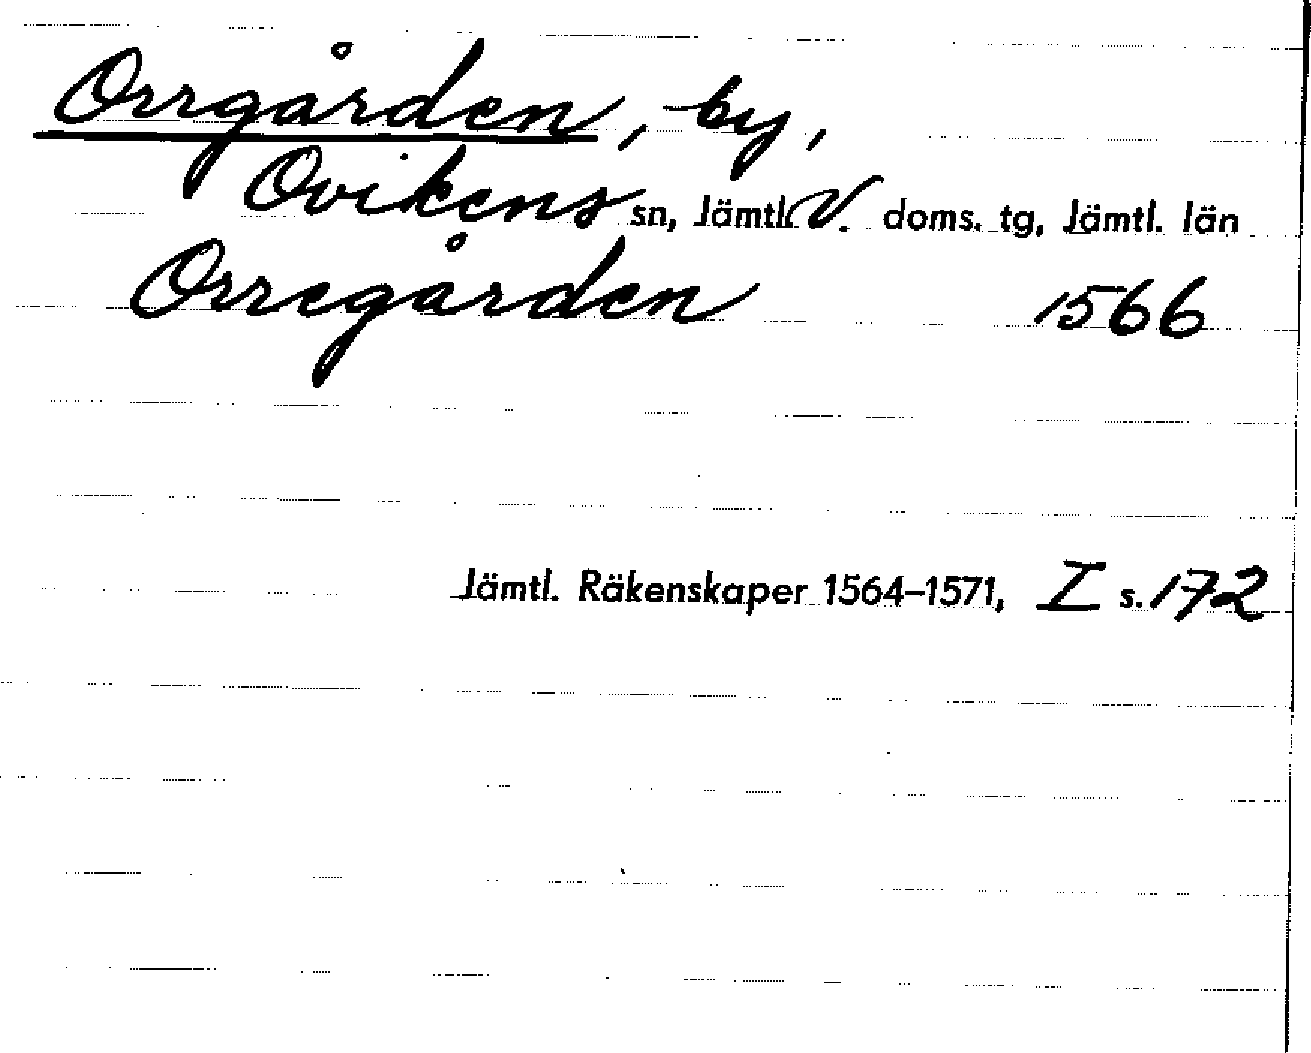 Orrgården, by,
Ovikens sn, Jämtl. V. doms. tg, Jämtl. län
Orregården 1566
Jämtl. Räkenskaper 1564–1571, I s. 172